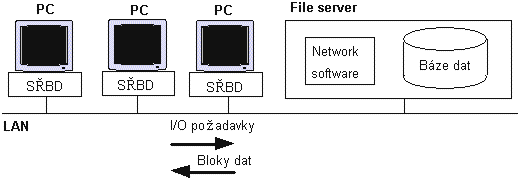 PC
PC
PC
File server
Network
software
Báze dat
SŘBD
SŘBD
SŘBD
LAN
I/O požadavky
Bloky dat